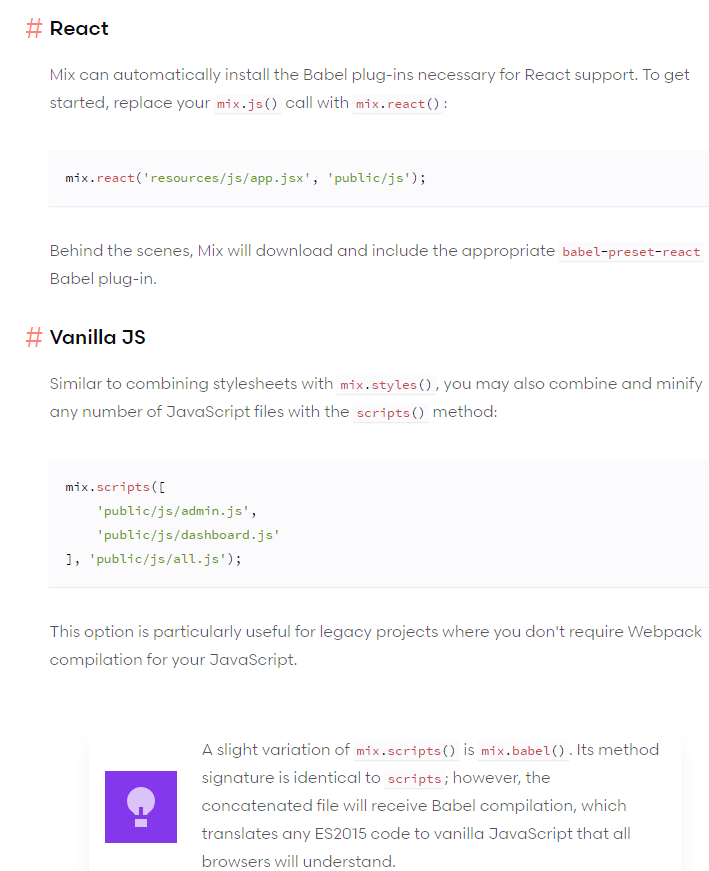 # React
Mix can automatically install the Babel plug-ins necessary for React support. To get
started, replace your mix.js() call with mix.react():
mix.react('resources/js/app.jsx', 'public/js');
Behind the scenes, Mix will download and include the appropriate babel-preset-react
Babel plug-in.
# Vanilla JS
Similar to combining stylesheets with mix.styles(), you may also combine and minify
any number of JavaScript files with the scripts() method:
mix.scripts([
    'public/js/admin.js',
    'public/js/dashboard.js'
], 'public/js/all.js');
This option is particularly useful for legacy projects where you don't require Webpack
compilation for your JavaScript.
A slight variation of mix.scripts() is mix.babel(). Its method
signature is identical to scripts; however, the
concatenated file will receive Babel compilation, which
translates any ES2015 code to vanilla JavaScript that all
browsers will understand.